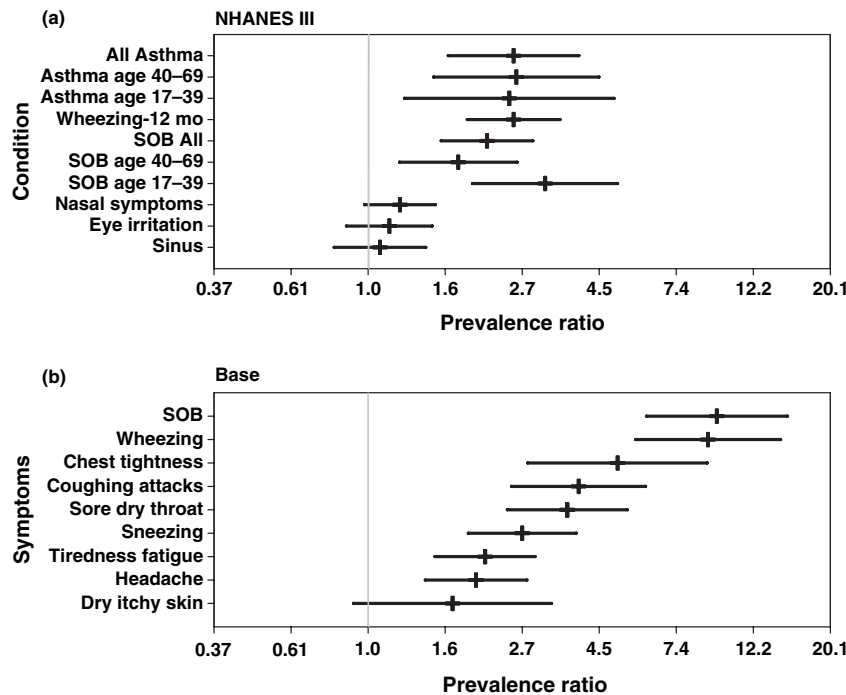 (a)
NHANES III
Condition
All Asthma
Asthma age 40–69
Asthma age 17–39
Wheezing-12 mo
SOB All
SOB age 40–69
SOB age 17–39
Nasal symptoms
Eye irritation
Sinus
0.37 0.61 1.0 1.6 2.7 4.5 7.4 12.2 20.1
Prevalence ratio
(b)
Base
Symptoms
SOB
Wheezing
Chest tightness
Coughing attacks
Sore dry throat
Sneezing
Tiredness fatigue
Headache
Dry itchy skin
0.37 0.61 1.0 1.6 2.7 4.5 7.4 12.2 20.1
Prevalence ratio